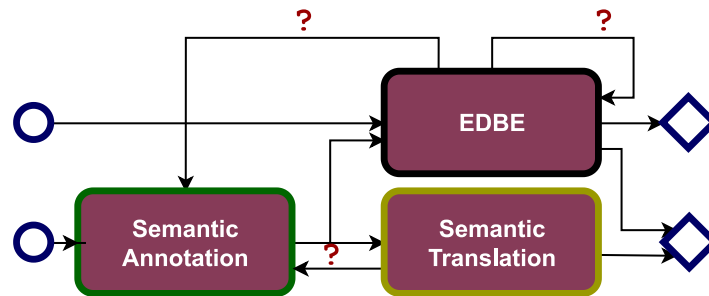 ? ?
EDBE
Semantic
Annotation
?
Semantic
Translation